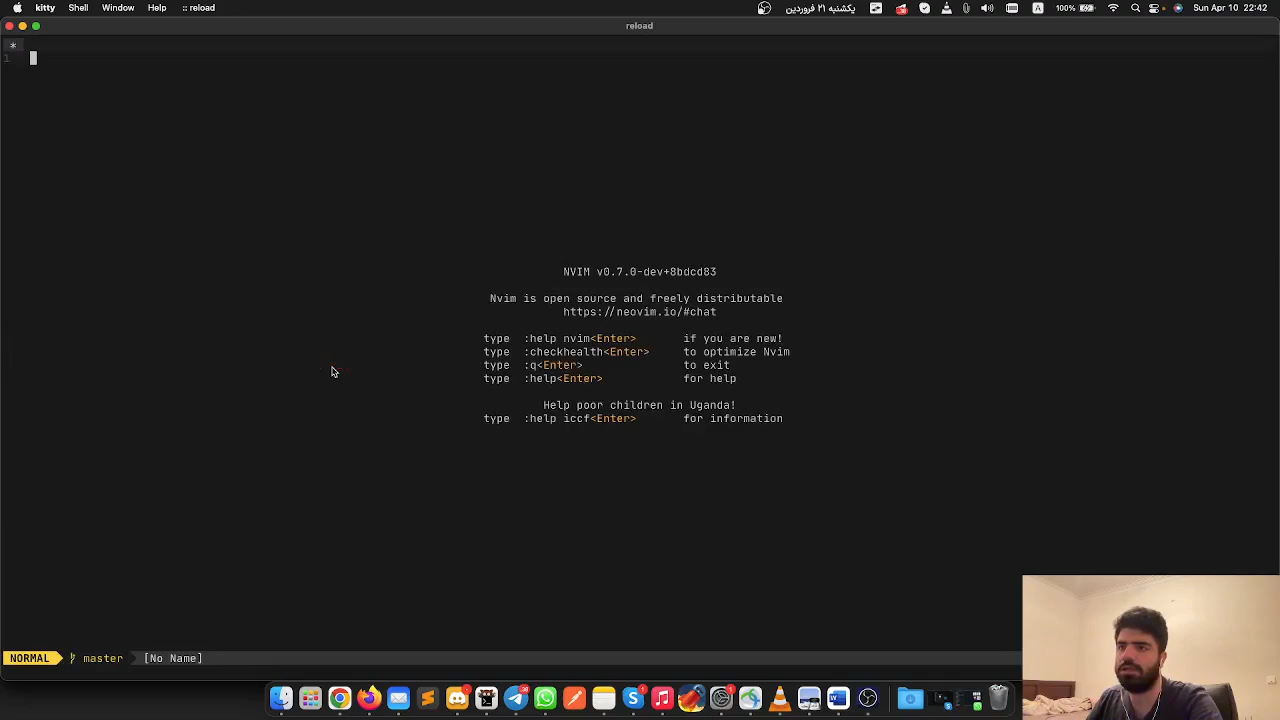 kitty Shell Window Help :: reload یکشنبه ۲۱ فروردین A 100% Sun Apr 10 22:42
reload
*
1
NVIM v0.7.0-dev+8bdcd83
Nvim is open source and freely distributable
https://neovim.io/#chat
type :help nvim<Enter> if you are new!
type :checkhealth<Enter> to optimize Nvim
type :q<Enter> to exit
type :help<Enter> for help
Help poor children in Uganda!
type :help iccf<Enter> for information
NORMAL master [No Name]